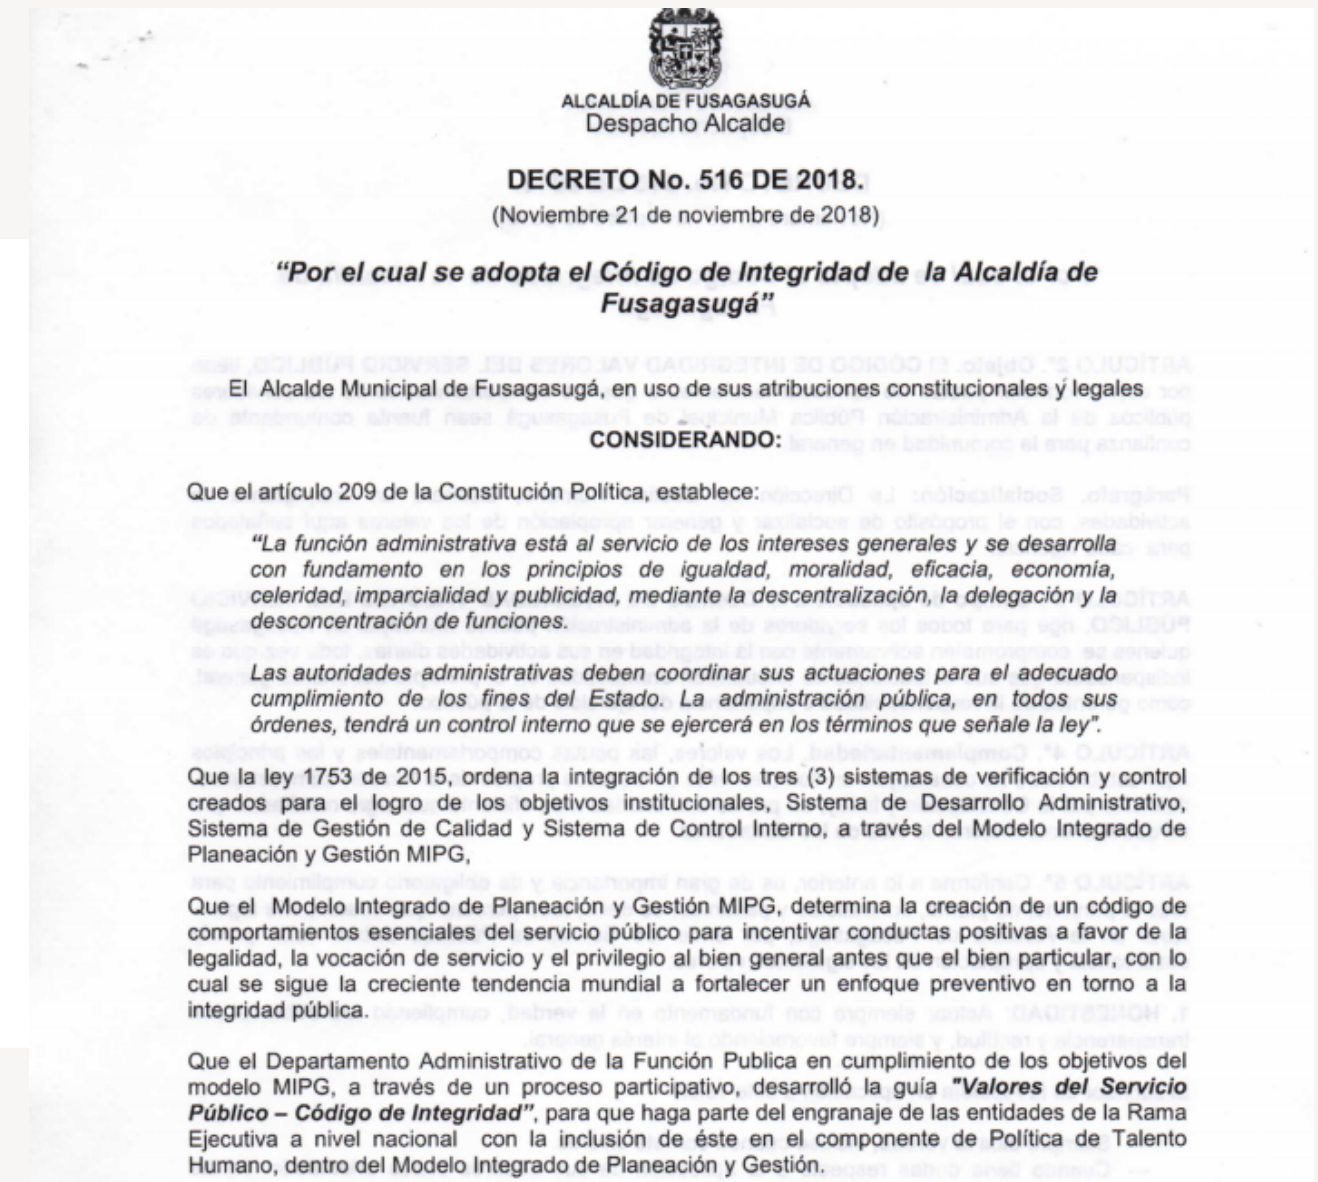 ALCALDÍA DE FUSAGASUGÁ
Despacho Alcalde
DECRETO No. 516 DE 2018.
(Noviembre 21 de noviembre de 2018)
“Por el cual se adopta el Código de Integridad de la Alcaldía de
Fusagasugá”
El Alcalde Municipal de Fusagasugá, en uso de sus atribuciones constitucionales y legales
CONSIDERANDO:
Que el artículo 209 de la Constitución Política, establece:
“La función administrativa está al servicio de los intereses generales y se desarrolla
con fundamento en los principios de igualdad, moralidad, eficacia, economía,
celeridad, imparcialidad y publicidad, mediante la descentralización, la delegación y la
desconcentración de funciones.
Las autoridades administrativas deben coordinar sus actuaciones para el adecuado
cumplimiento de los fines del Estado. La administración pública, en todos sus
órdenes, tendrá un control interno que se ejercerá en los términos que señale la ley”.
Que la ley 1753 de 2015, ordena la integración de los tres (3) sistemas de verificación y control
creados para el logro de los objetivos institucionales, Sistema de Desarrollo Administrativo,
Sistema de Gestión de Calidad y Sistema de Control Interno, a través del Modelo Integrado de
Planeación y Gestión MIPG,
Que el Modelo Integrado de Planeación y Gestión MIPG, determina la creación de un código de
comportamientos esenciales del servicio público para incentivar conductas positivas a favor de la
legalidad, la vocación de servicio y el privilegio al bien general antes que el bien particular, con lo
cual se sigue la creciente tendencia mundial a fortalecer un enfoque preventivo en torno a la
integridad pública.
Que el Departamento Administrativo de la Función Publica en cumplimiento de los objetivos del
modelo MIPG, a través de un proceso participativo, desarrolló la guía "Valores del Servicio
Público – Código de Integridad”, para que haga parte del engranaje de las entidades de la Rama
Ejecutiva a nivel nacional con la inclusión de éste en el componente de Política de Talento
Humano, dentro del Modelo Integrado de Planeación y Gestión.